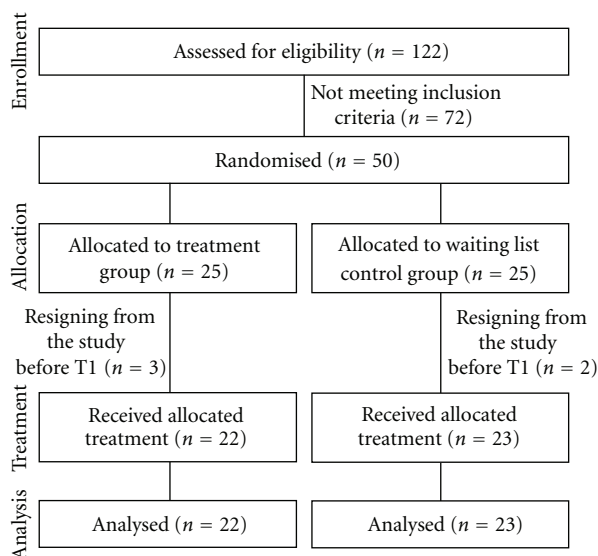 Enrollment
Assessed for eligibility (n = 122)
Not meeting inclusion
criteria (n = 72)
Randomised (n = 50)
Allocation
Allocated to treatment
group (n = 25)
Allocated to waiting list
control group (n = 25)
Resigning from
the study
before T1 (n = 3)
Resigning from
the study
before T1 (n = 2)
Treatment
Received allocated
treatment (n = 22)
Received allocated
treatment (n = 23)
Analysis
Analysed (n = 22)
Analysed (n = 23)